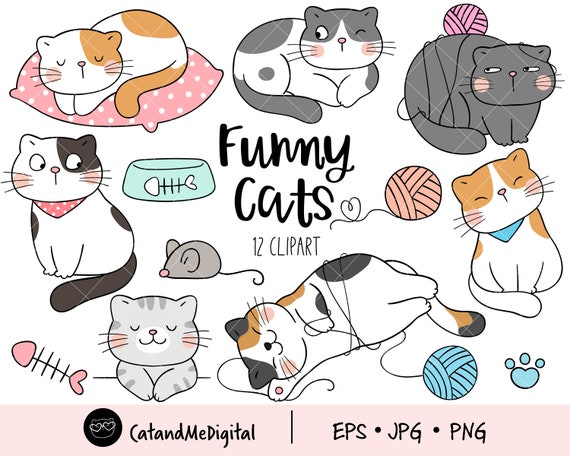 Funny
Cats
12 CLIPART
CatandMeDigital
EPS • JPG • PNG